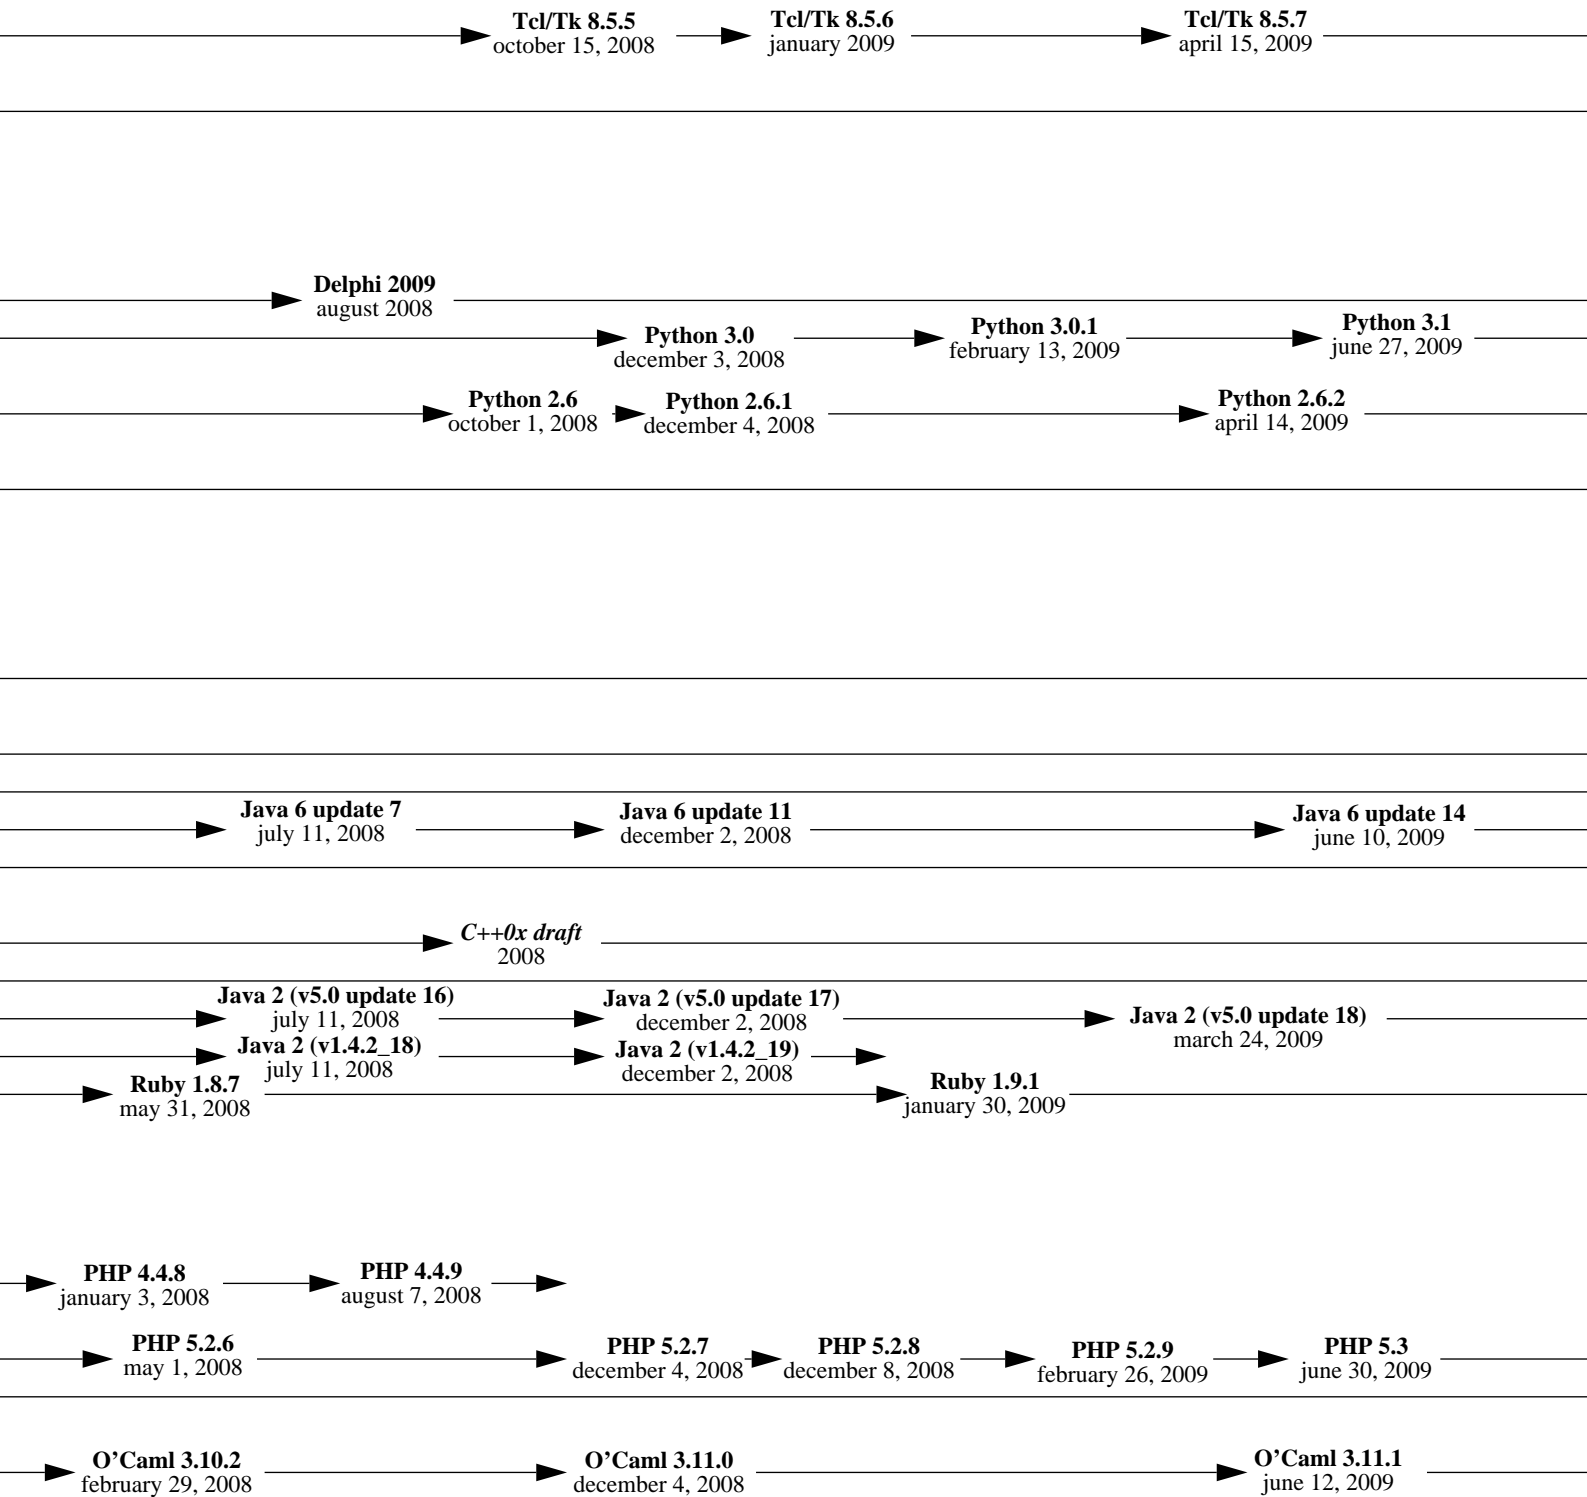 Tcl/Tk 8.5.5
october 15, 2008
Tcl/Tk 8.5.6
january 2009
Tcl/Tk 8.5.7
april 15, 2009
Delphi 2009
august 2008
Python 3.0
december 3, 2008
Python 3.0.1
february 13, 2009
Python 3.1
june 27, 2009
Python 2.6
october 1, 2008
Python 2.6.1
december 4, 2008
Python 2.6.2
april 14, 2009
Java 6 update 7
july 11, 2008
Java 6 update 11
december 2, 2008
Java 6 update 14
june 10, 2009
C++0x draft
2008
Java 2 (v5.0 update 16)
july 11, 2008
Java 2 (v5.0 update 17)
december 2, 2008
Java 2 (v5.0 update 18)
march 24, 2009
Java 2 (v1.4.2_18)
july 11, 2008
Java 2 (v1.4.2_19)
december 2, 2008
Ruby 1.8.7
may 31, 2008
Ruby 1.9.1
january 30, 2009
PHP 4.4.8
january 3, 2008
PHP 4.4.9
august 7, 2008
PHP 5.2.6
may 1, 2008
PHP 5.2.7
december 4, 2008
PHP 5.2.8
december 8, 2008
PHP 5.2.9
february 26, 2009
PHP 5.3
june 30, 2009
O’Caml 3.10.2
february 29, 2008
O’Caml 3.11.0
december 4, 2008
O’Caml 3.11.1
june 12, 2009